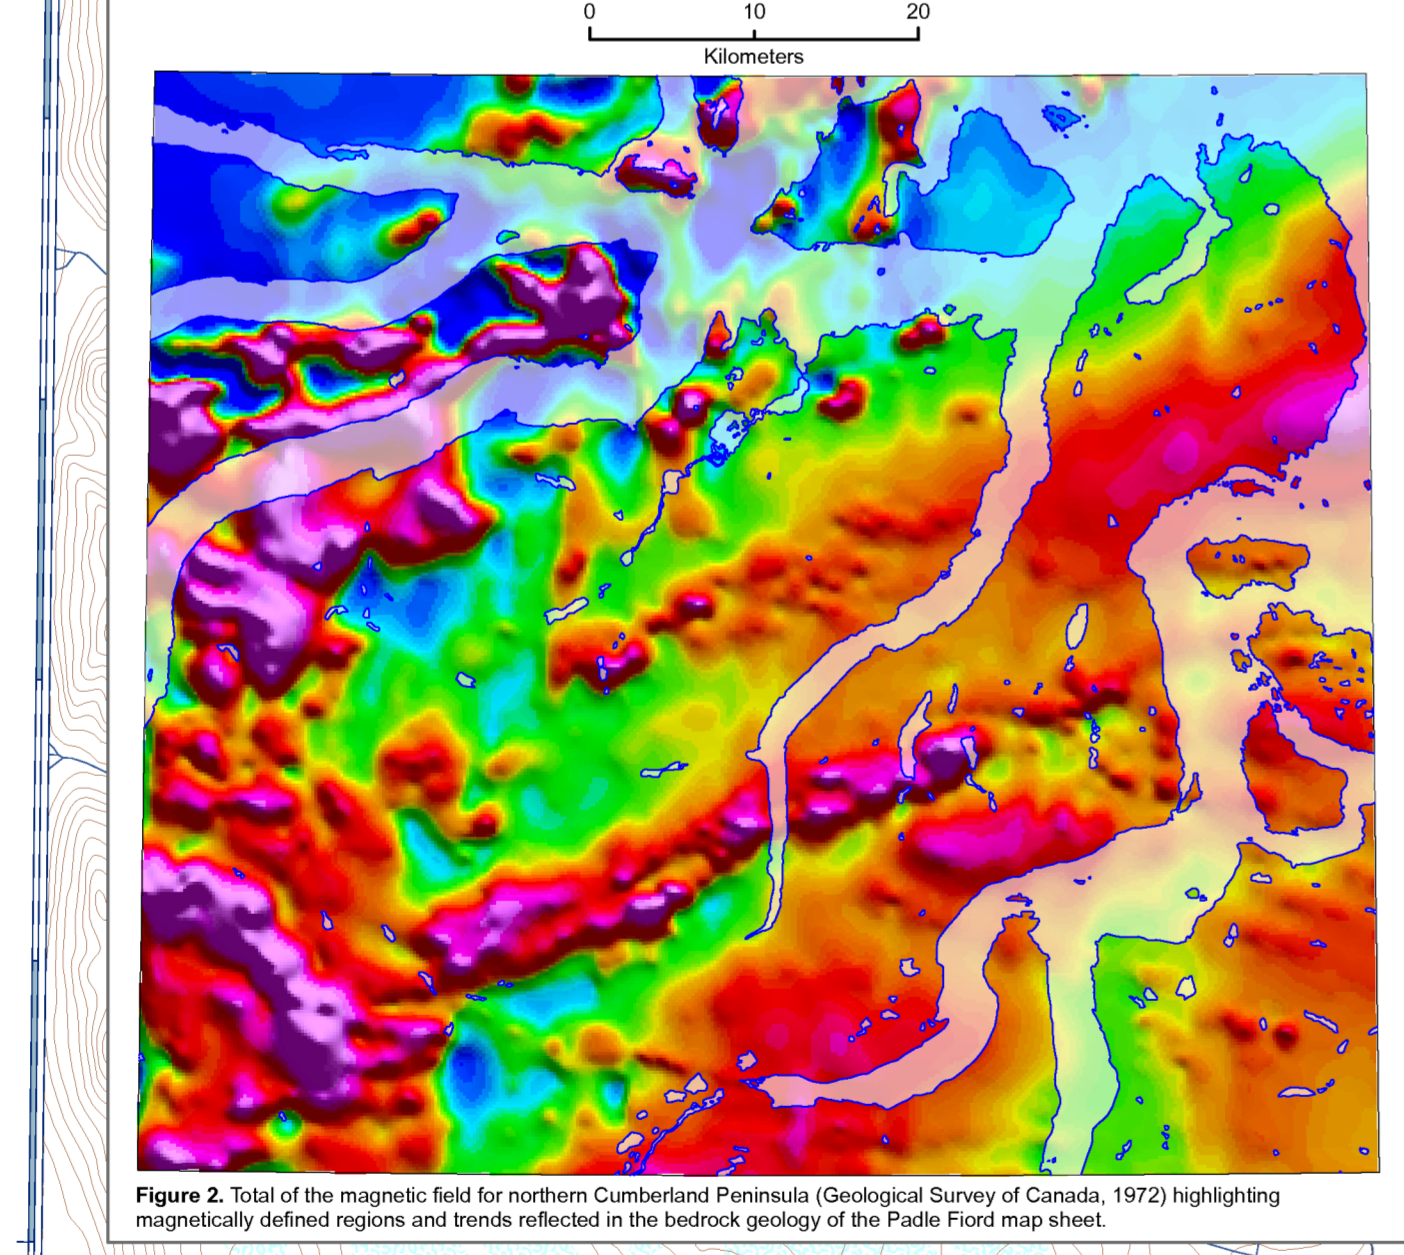 0 10 20
Kilometers
Figure 2. Total of the magnetic field for northern Cumberland Peninsula (Geological Survey of Canada, 1972) highlighting
magnetically defined regions and trends reflected in the bedrock geology of the Padle Fiord map sheet.